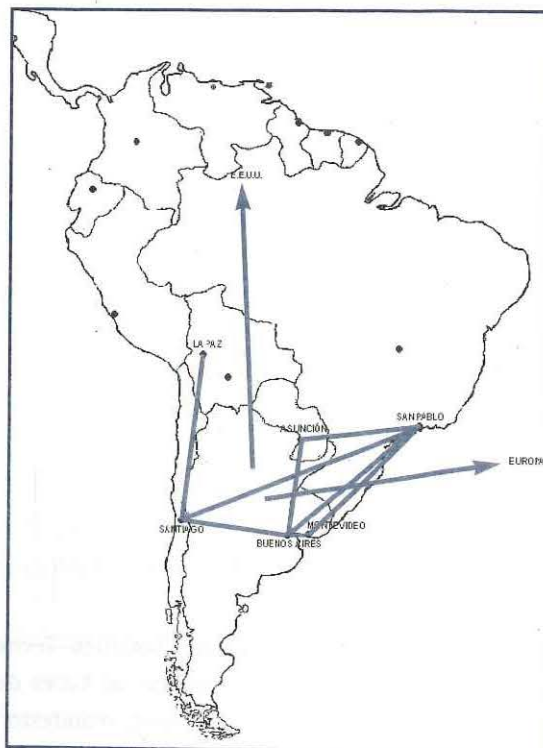 E.E.U.U.
LA PAZ
SAN PABLO
ASUNCIÓN
EUROPA
SANTIAGO
MONTEVIDEO
BUENOS AIRES